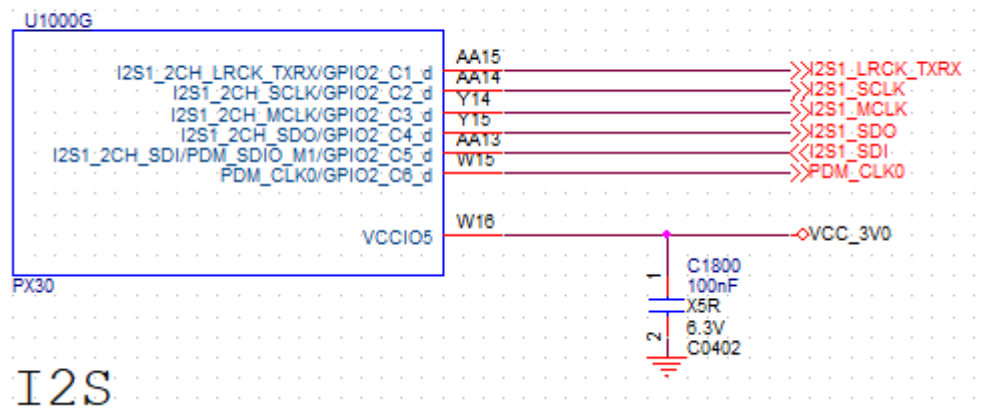 U1000G
I2S1_2CH_LRCK_TXRX/GPIO2_C1_d AA15 I2S1_LRCK_TXRX
I2S1_2CH_SCLK/GPIO2_C2_d AA14 I2S1_SCLK
I2S1_2CH_MCLK/GPIO2_C3_d Y14 I2S1_MCLK
I2S1_2CH_SDO/GPIO2_C4_d Y15 I2S1_SDO
I2S1_2CH_SDI/PDM_SDIO_M1/GPIO2_C5_d AA13 I2S1_SDI
PDM_CLK0/GPIO2_C6_d W15 PDM_CLK0
VCCIO5 W16 VCC_3V0
PX30
1
C1800
100nF
X5R
6.3V
2
C0402
I2S